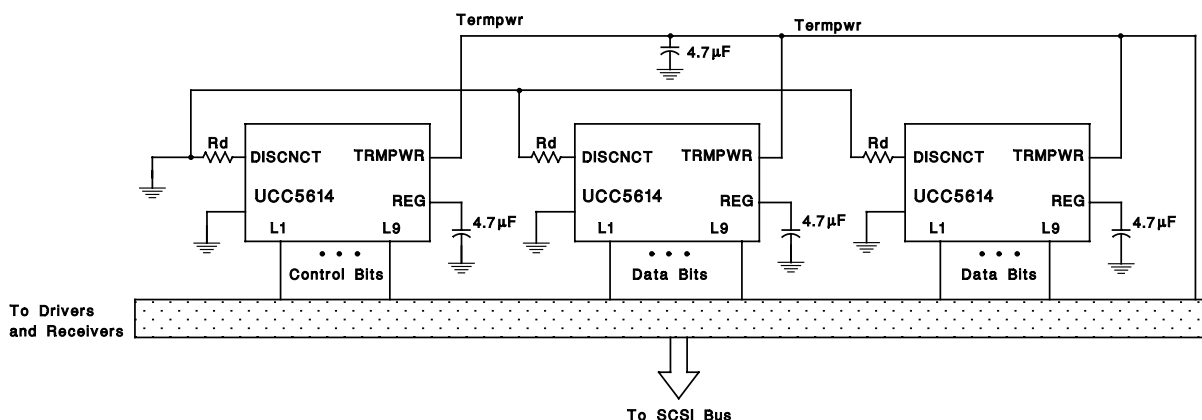 Termpwr
Termpwr
4.7µF
Rd
DISCNCT TRMPWR
UCC5614
REG
L1 L9
4.7µF
Control Bits
Rd
DISCNCT TRMPWR
UCC5614
REG
L1 L9
4.7µF
Data Bits
Rd
DISCNCT TRMPWR
UCC5614
REG
L1 L9
4.7µF
Data Bits
To Drivers
and Receivers
To SCSI Bus